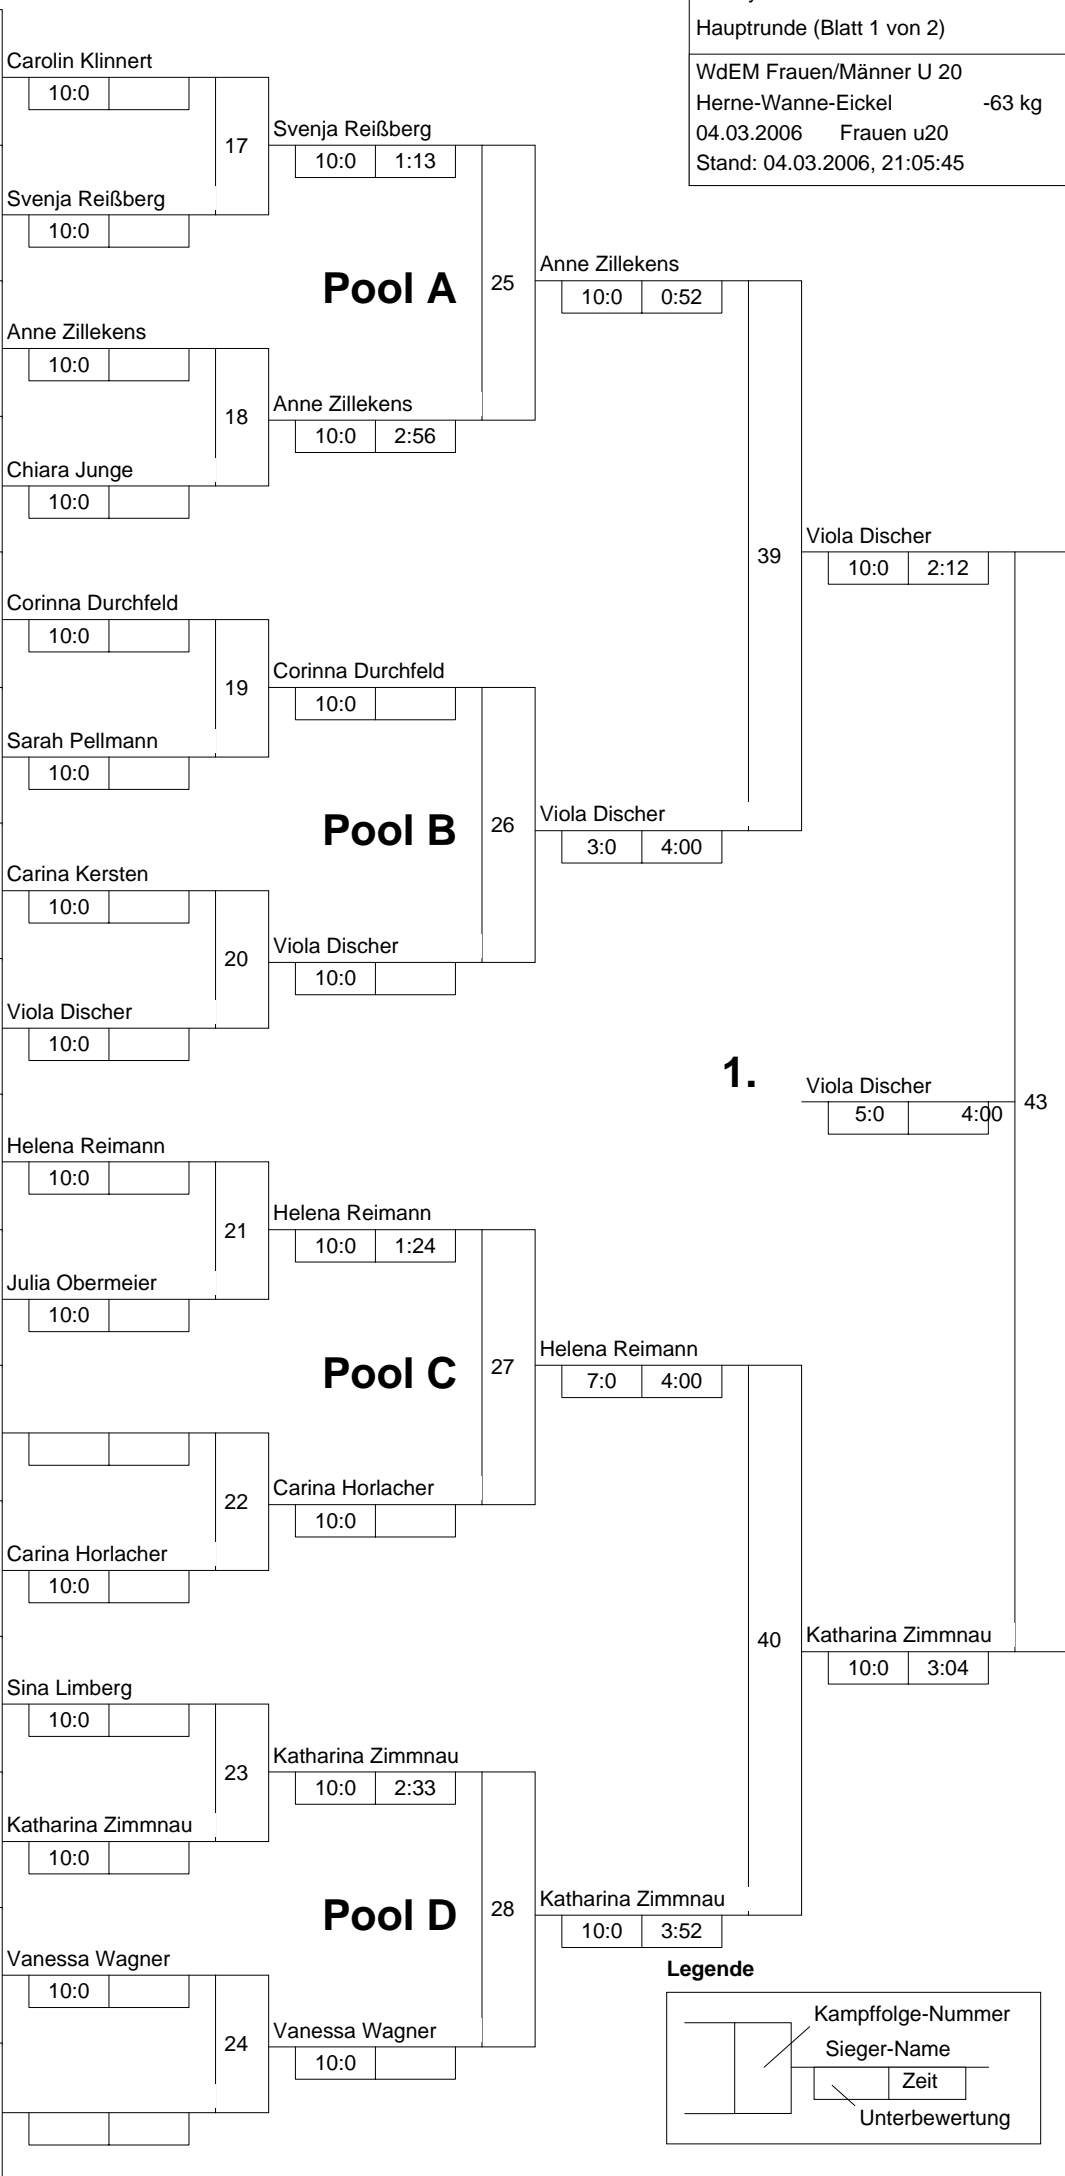 Hauptrunde (Blatt 1 von 2)
WdEM Frauen/Männer U 20
Herne-Wanne-Eickel -63 kg
04.03.2006 Frauen u20
Stand: 04.03.2006, 21:05:45
Carolin Klinnert
10:0
17
Svenja Reißberg
10:0 1:13
Svenja Reißberg
10:0
Pool A
25
Anne Zillekens
10:0 0:52
Anne Zillekens
10:0
18
Anne Zillekens
10:0 2:56
Chiara Junge
10:0
39
Viola Discher
10:0 2:12
Corinna Durchfeld
10:0
19
Corinna Durchfeld
10:0
Sarah Pellmann
10:0
Pool B
26
Viola Discher
3:0 4:00
Carina Kersten
10:0
20
Viola Discher
10:0
Viola Discher
10:0
1.
Viola Discher
5:0 4:00
43
Helena Reimann
10:0
21
Helena Reimann
10:0 1:24
Julia Obermeier
10:0
Pool C
27
Helena Reimann
7:0 4:00
22
Carina Horlacher
10:0
Carina Horlacher
10:0
40
Katharina Zimmnau
10:0 3:04
Sina Limberg
10:0
23
Katharina Zimmnau
10:0 2:33
Katharina Zimmnau
10:0
Pool D
28
Katharina Zimmnau
10:0 3:52
Vanessa Wagner
10:0
24
Vanessa Wagner
10:0
Legende
Kampffolge-Nummer
Sieger-Name
Zeit
Unterbewertung